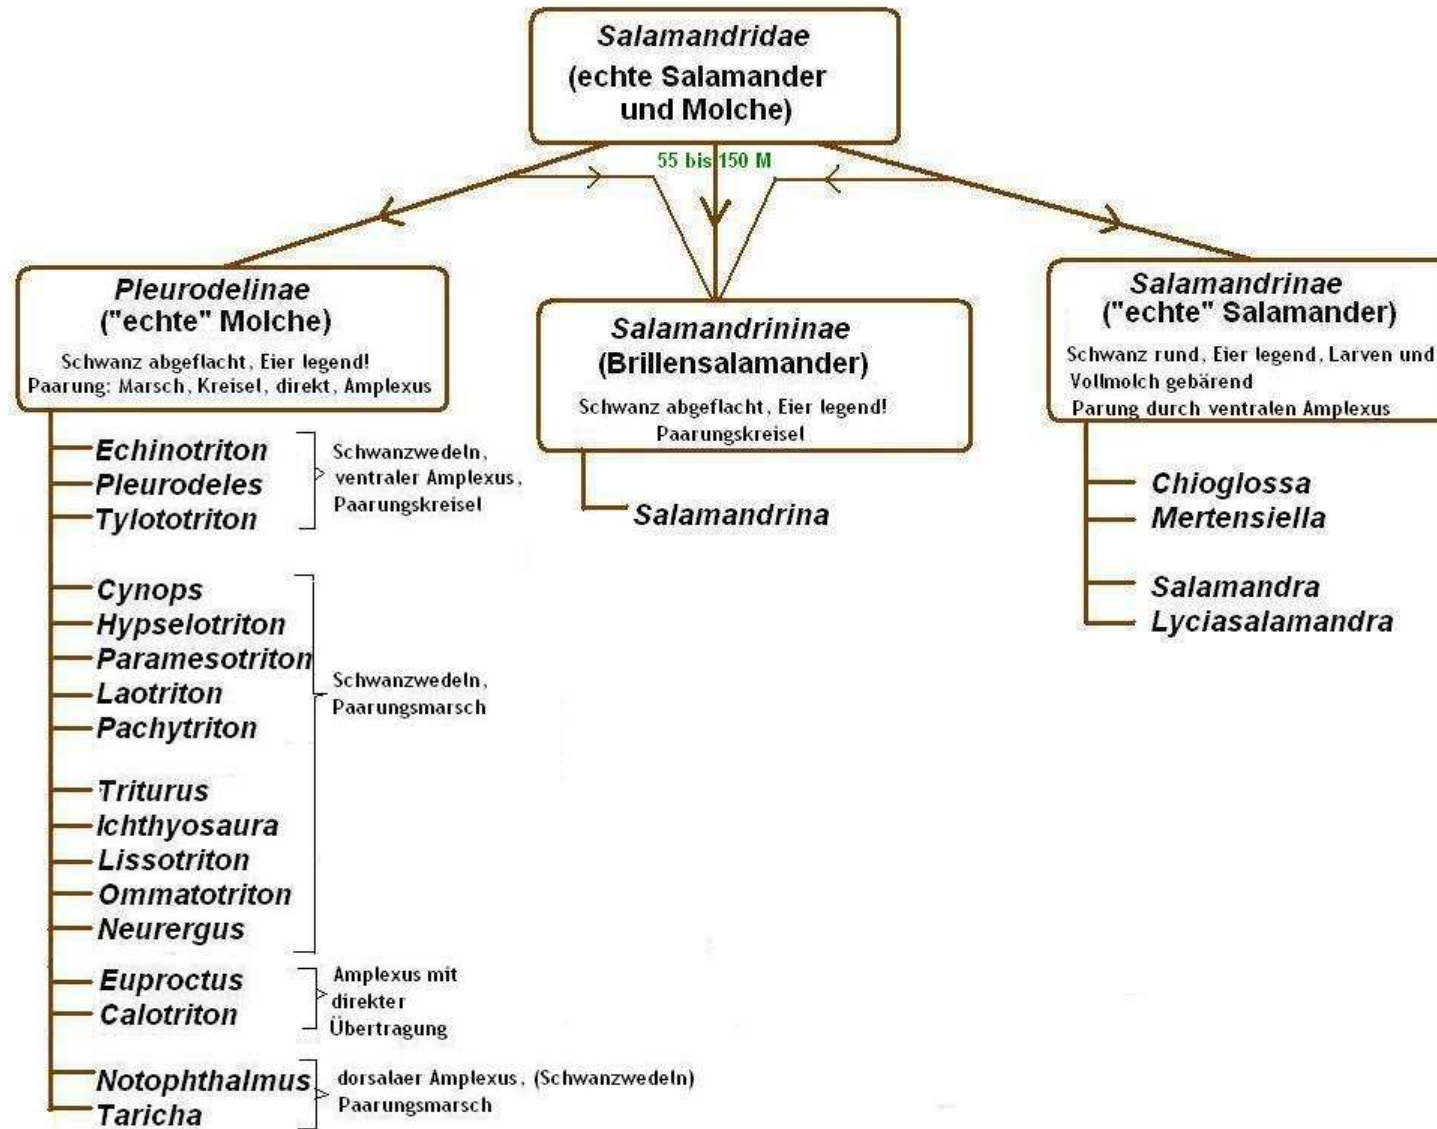 Salamandridae
(echte Salamander
und Molche)
55 bis 150 M
Pleurodelinae
("echte" Molche)
Schwanz abgeflacht, Eier legend!
Paarung: Marsch, Kreisel, direkt, Amplexus
Echinotriton
Pleurodeles
Tylototriton
Schwanzwedeln,
ventraler Amplexus,
Paarungskreisel
Cynops
Hypselotriton
Paramesotriton
Laotriton
Pachytriton
Triturus
Ichthyosaura
Lissotriton
Ommatotriton
Neurergus
Schwanzwedeln,
Paarungsmarsch
Euproctus
Calotriton
Amplexus mit
direkter
Übertragung
Notophthalmus
Taricha
dorsalaer Amplexus, (Schwanzwedeln)
Paarungsmarsch
Salamandrininae
(Brillensalamander)
Schwanz abgeflacht, Eier legend!
Paarungskreisel
Salamandrina
Salamandrinae
("echte" Salamander)
Schwanz rund, Eier legend, Larven und
Vollmolch gebärend
Parung durch ventralen Amplexus
Chioglossa
Mertensiella
Salamandra
Lyciasalamandra